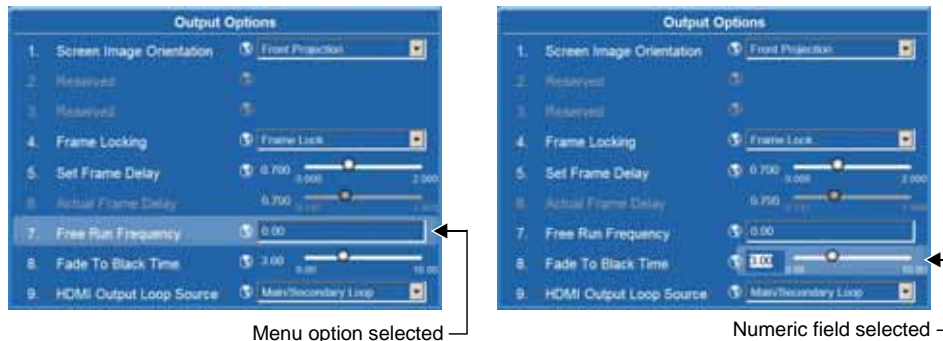 Output Options
1. Screen Image Orientation Front Projection
2. Reserved
3. Reserved
4. Frame Locking Frame Lock
5. Set Frame Delay 0.700 0.000 2.000
6. Actual Frame Delay 0.700
7. Free Run Frequency 0.00
8. Fade To Black Time 3.00 0.00 10.00
9. HDMI Output Loop Source Main/Secondary Loop
Menu option selected
Output Options
1. Screen Image Orientation Front Projection
2. Reserved
3. Reserved
4. Frame Locking Frame Lock
5. Set Frame Delay 0.700 0.000 2.000
6. Actual Frame Delay 0.700
7. Free Run Frequency 0.00
8. Fade To Black Time 3.00 0.00 10.00
9. HDMI Output Loop Source Main/Secondary Loop
Numeric field selected